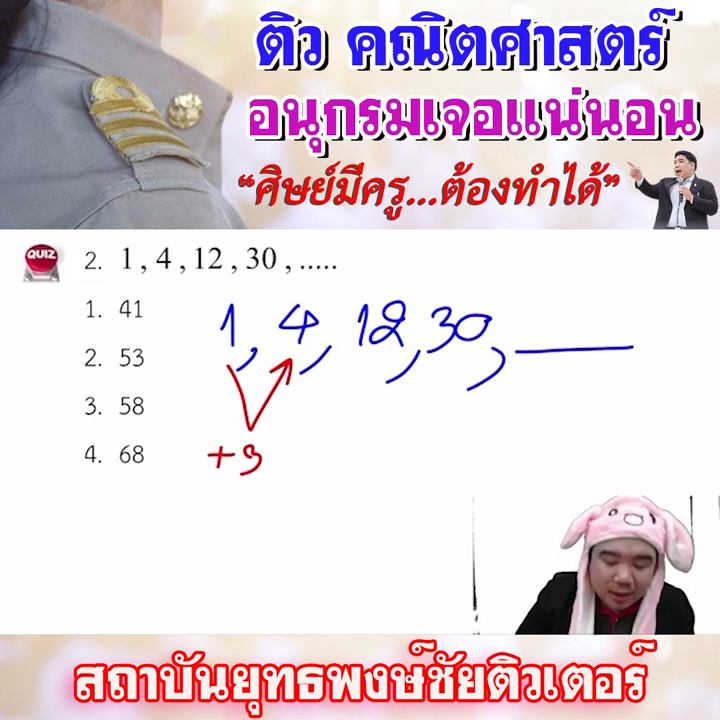 ติว คณิตศาสตร์
อนุกรมเจอแน่นอน
“ศิษย์มีครู...ต้องทำได้”
QUIZ
2. 1 , 4 , 12 , 30 , .....
1. 41
2. 53
3. 58
4. 68
1, 4, 12, 30, ____
+3
สถาบันยุทธพงษ์ชัยติวเตอร์